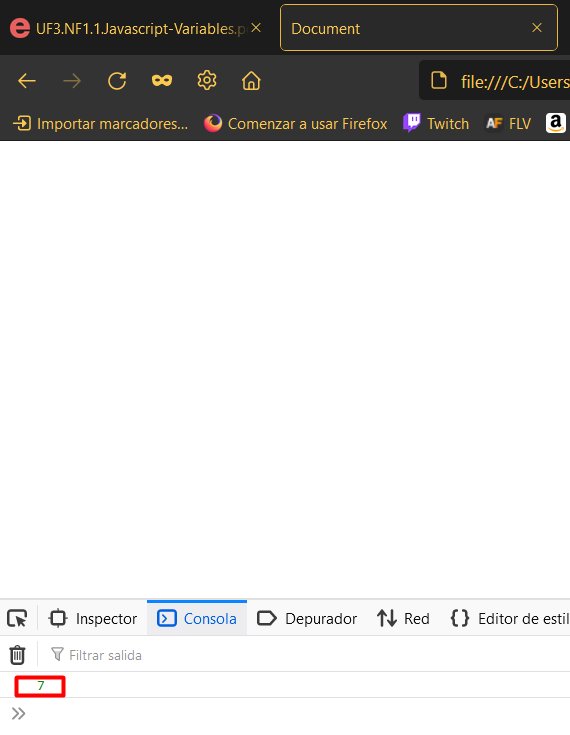 UF3.NF1.1.Javascript-Variables.p
Document
file:///C:/Users
Importar marcadores...
Comenzar a usar Firefox
Twitch
AF FLV
Inspector
Consola
Depurador
Red
Editor de estil
Filtrar salida
7